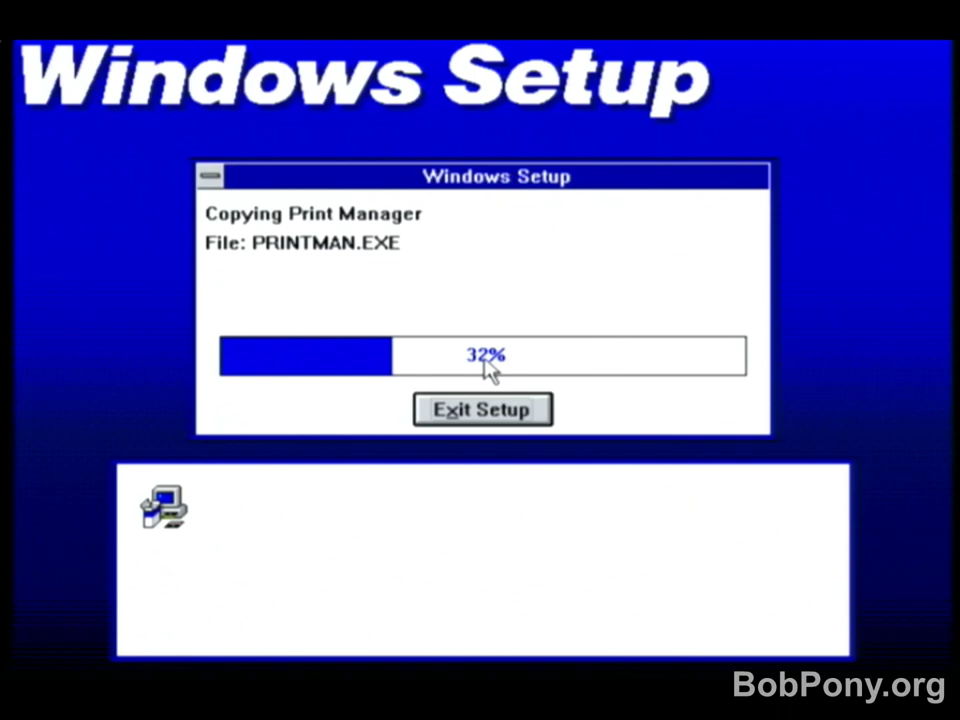 Windows Setup
Windows Setup
Copying Print Manager
File: PRINTMAN.EXE
32%
Exit Setup
BobPony.org